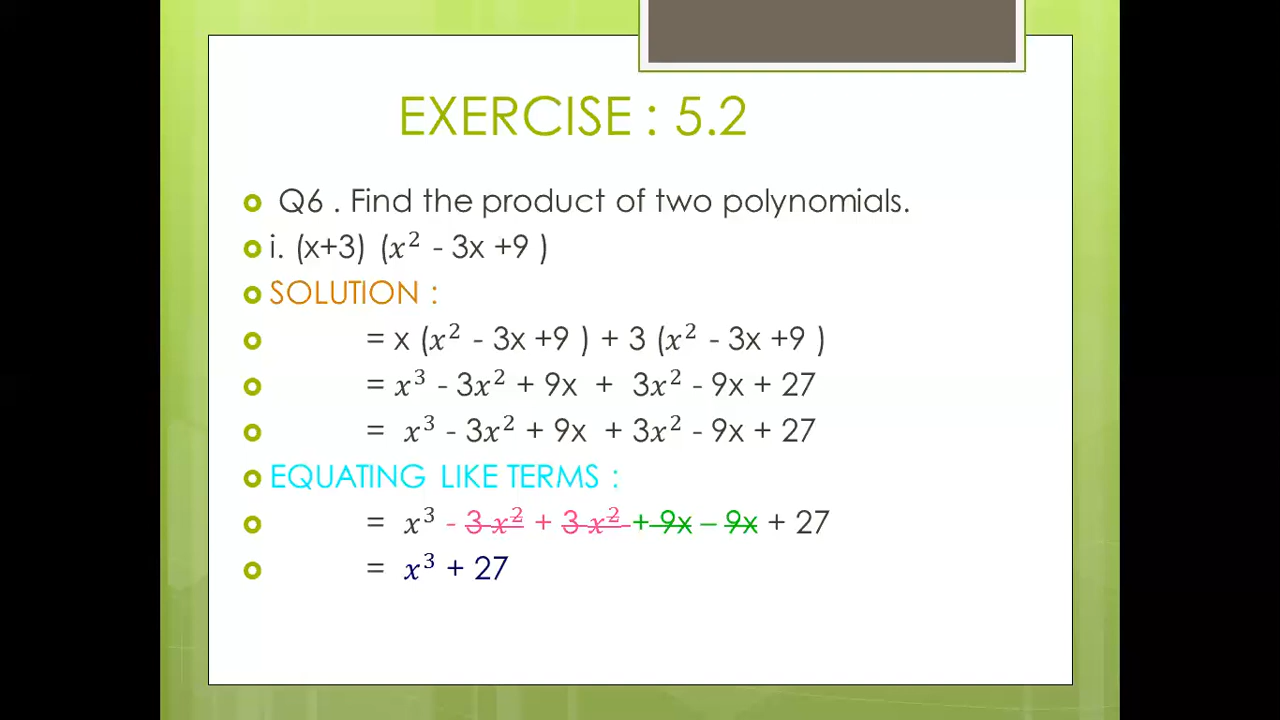 EXERCISE : 5.2
Q6 . Find the product of two polynomials.
i. (x+3) (x² - 3x +9 )
SOLUTION :
= x (x² - 3x +9 ) + 3 (x² - 3x +9 )
= x³ - 3x² + 9x + 3x² - 9x + 27
= x³ - 3x² + 9x + 3x² - 9x + 27
EQUATING LIKE TERMS :
= x³ - 3 x² + 3 x² + 9x – 9x + 27
= x³ + 27